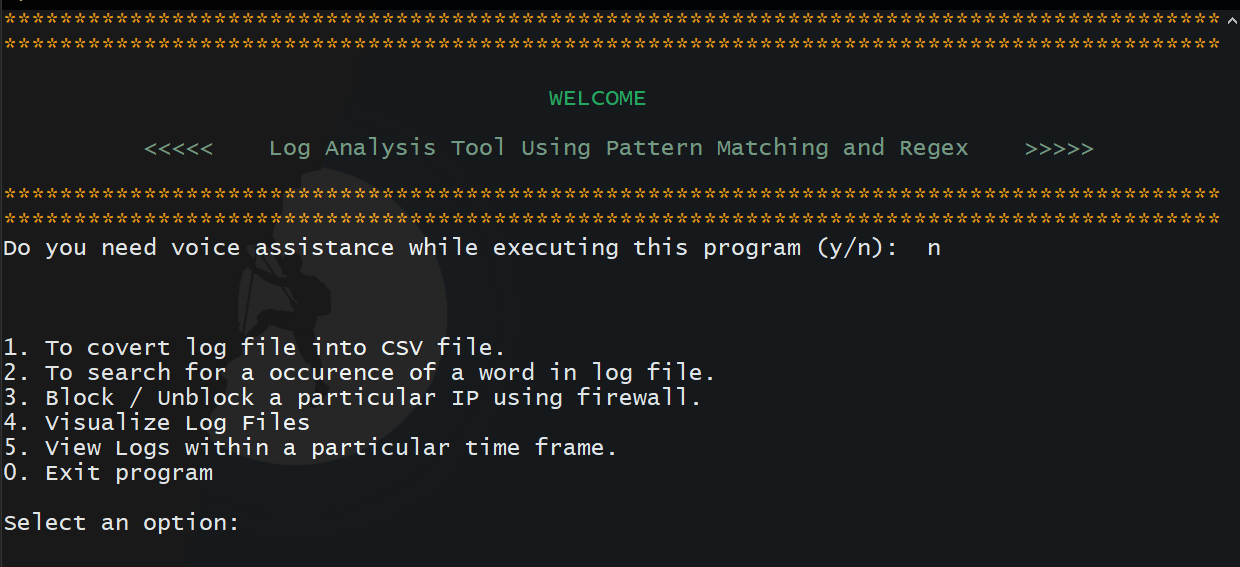 ***************************************************************************************
***************************************************************************************
WELCOME
<<<<<    Log Analysis Tool Using Pattern Matching and Regex    >>>>>
***************************************************************************************
***************************************************************************************
Do you need voice assistance while executing this program (y/n):  n
1. To covert log file into CSV file.
2. To search for a occurence of a word in log file.
3. Block / Unblock a particular IP using firewall.
4. Visualize Log Files
5. View Logs within a particular time frame.
0. Exit program
Select an option: